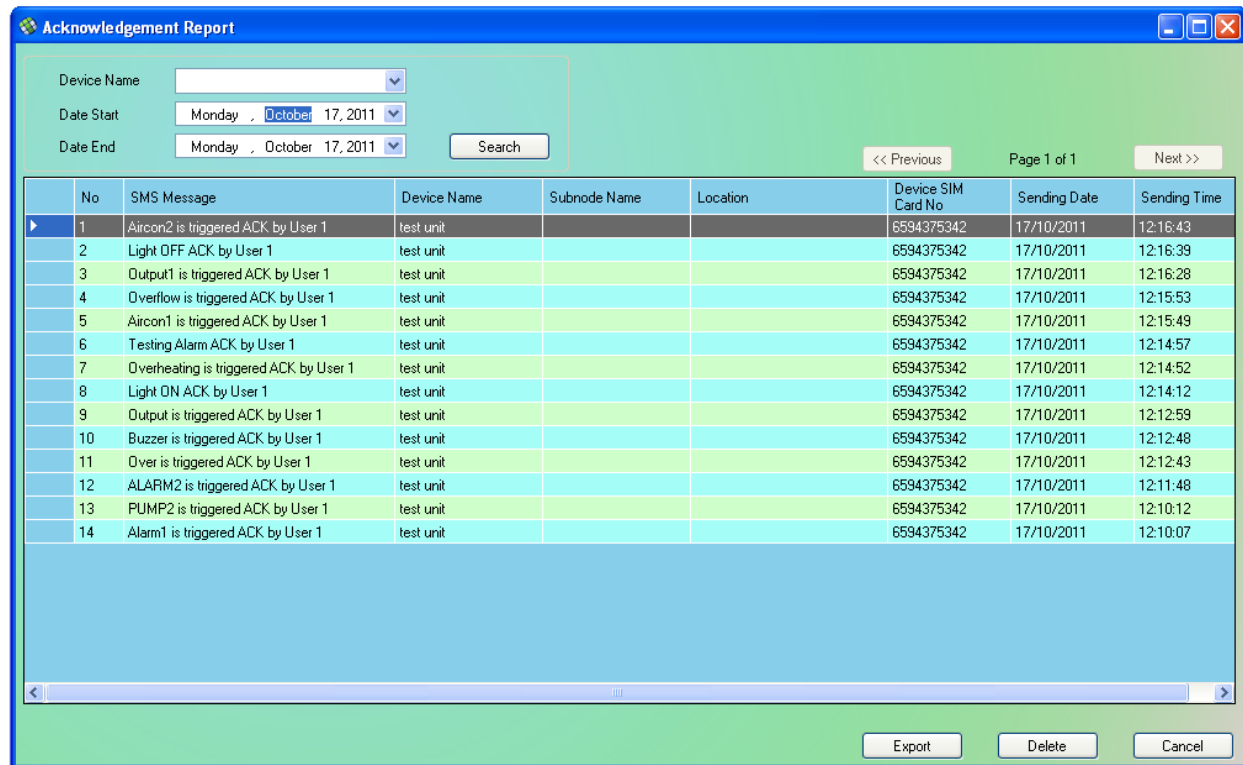 Acknowledgement Report
Device Name
Date Start Monday , October 17, 2011
Date End Monday , October 17, 2011 Search
<< Previous Page 1 of 1 Next >>
No SMS Message Device Name Subnode Name Location Device SIM Card No Sending Date Sending Time
1 Aircon2 is triggered ACK by User 1 test unit 6594375342 17/10/2011 12:16:43
2 Light OFF ACK by User 1 test unit 6594375342 17/10/2011 12:16:39
3 Output1 is triggered ACK by User 1 test unit 6594375342 17/10/2011 12:16:28
4 Overflow is triggered ACK by User 1 test unit 6594375342 17/10/2011 12:15:53
5 Aircon1 is triggered ACK by User 1 test unit 6594375342 17/10/2011 12:15:49
6 Testing Alarm ACK by User 1 test unit 6594375342 17/10/2011 12:14:57
7 Overheating is triggered ACK by User 1 test unit 6594375342 17/10/2011 12:14:52
8 Light ON ACK by User 1 test unit 6594375342 17/10/2011 12:14:12
9 Output is triggered ACK by User 1 test unit 6594375342 17/10/2011 12:12:59
10 Buzzer is triggered ACK by User 1 test unit 6594375342 17/10/2011 12:12:48
11 Over is triggered ACK by User 1 test unit 6594375342 17/10/2011 12:12:43
12 ALARM2 is triggered ACK by User 1 test unit 6594375342 17/10/2011 12:11:48
13 PUMP2 is triggered ACK by User 1 test unit 6594375342 17/10/2011 12:10:12
14 Alarm1 is triggered ACK by User 1 test unit 6594375342 17/10/2011 12:10:07
Export Delete Cancel